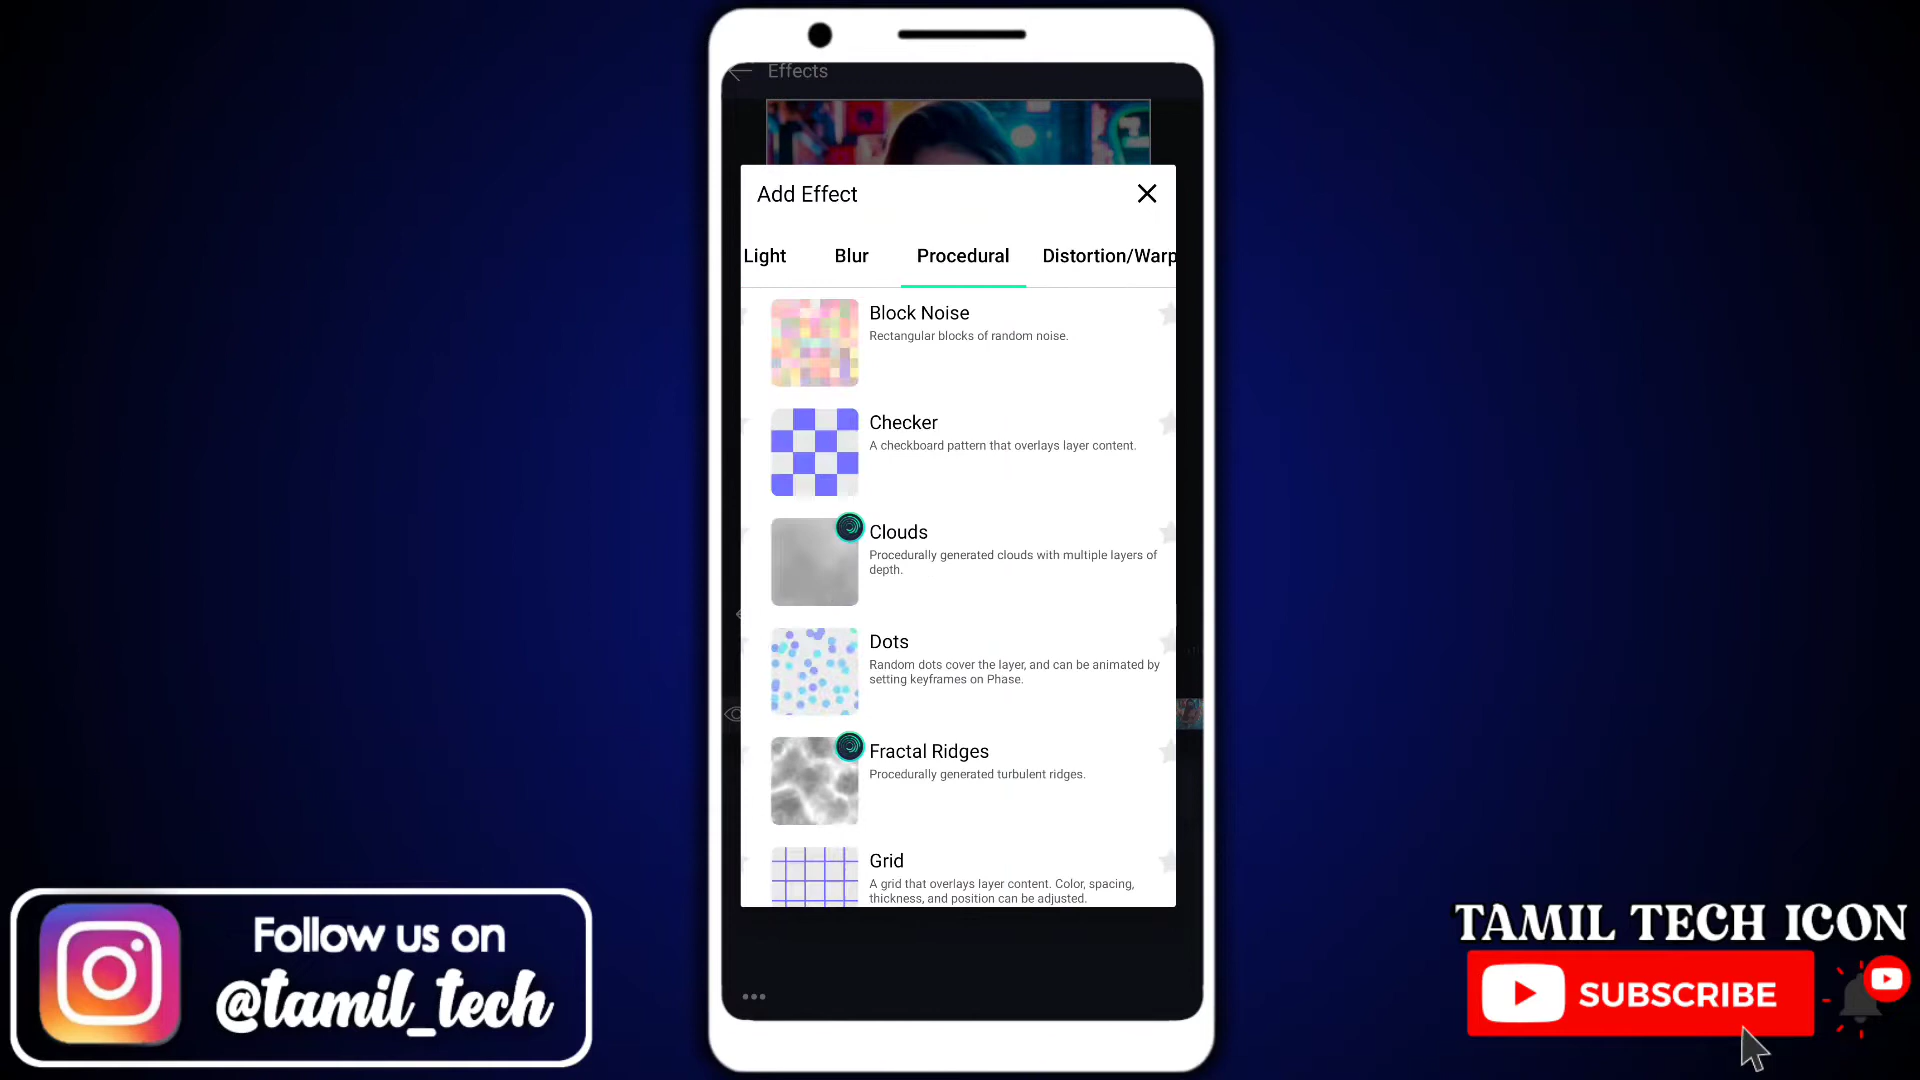 Effects
Add Effect
Light Blur Procedural Distortion/Warp
Block Noise
Rectangular blocks of random noise.
Checker
A checkboard pattern that overlays layer content.
Clouds
Procedurally generated clouds with multiple layers of
depth.
Dots
Random dots cover the layer, and can be animated by
setting keyframes on Phase.
Fractal Ridges
Procedurally generated turbulent ridges.
Grid
A grid that overlays layer content. Color, spacing,
thickness, and position can be adjusted.
Follow us on
@tamil_tech
TAMIL TECH ICON
SUBSCRIBE